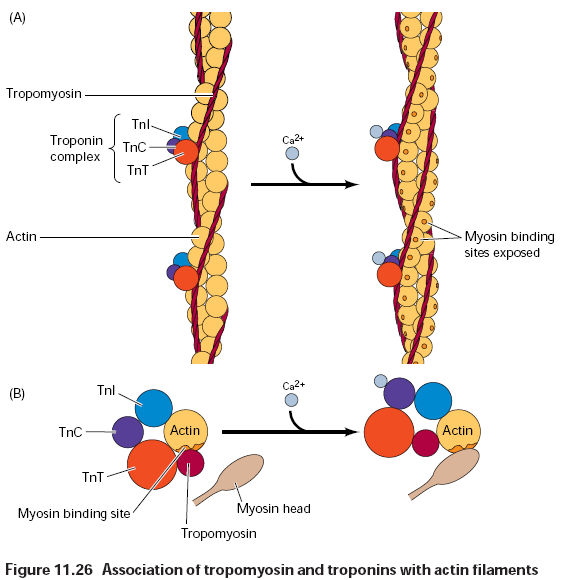 (A)
Tropomyosin
Troponin
complex
TnI
TnC
TnT
Ca2+
Actin
Myosin binding
sites exposed
(B)
TnI
TnC
TnT
Actin
Myosin binding site
Tropomyosin
Myosin head
Ca2+
Actin
Figure 11.26 Association of tropomyosin and troponins with actin filaments